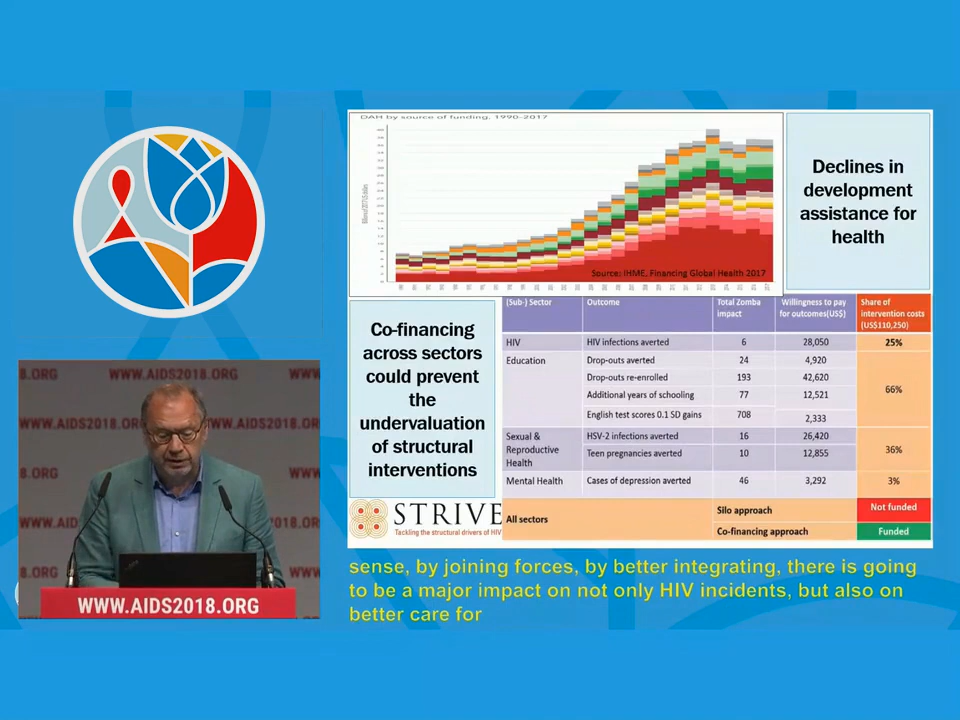 DAH by source of funding, 1990–2017
Source: IHME, Financing Global Health 2017
Declines in
development
assistance for
health
Co-financing
across sectors
could prevent
the
undervaluation
of structural
interventions
(Sub-) Sector Outcome Total Zomba impact Willingness to pay for outcomes(US$) Share of intervention costs (US$110,250)
HIV HIV infections averted 6 28,050 25%
Education Drop-outs averted 24 4,920
Drop-outs re-enrolled 193 42,620
66%
Additional years of schooling 77 12,521
English test scores 0.1 SD gains 708 2,333
Sexual & Reproductive Health HSV-2 infections averted 16 26,420
36%
Teen pregnancies averted 10 12,855
Mental Health Cases of depression averted 46 3,292 3%
All sectors Silo approach Not funded
Co-financing approach Funded
STRIVE
Tackling the structural drivers of HIV
8.ORG WWW.AIDS2018.ORG WWW
WWW.AIDS2018.ORG
sense, by joining forces, by better integrating, there is going
to be a major impact on not only HIV incidents, but also on
better care for